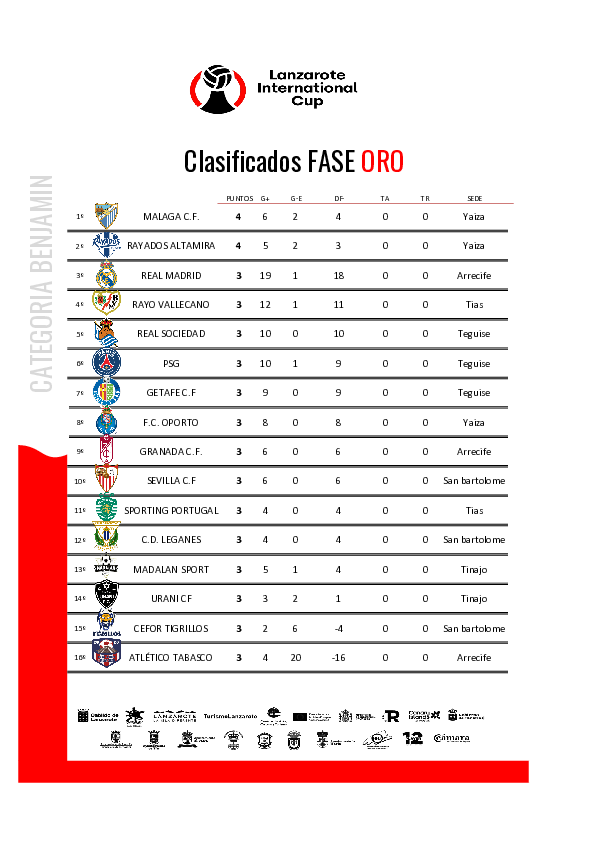 Lanzarote
International
Cup
Clasificados FASE ORO
CATEGORIA BENJAMIN
PUNTOS G+ G-E DF- TA TR SEDE
1º MALAGA C.F. 4 6 2 4 0 0 Yaiza
2º RAYADOS ALTAMIRA 4 5 2 3 0 0 Yaiza
3º REAL MADRID 3 19 1 18 0 0 Arrecife
4º RAYO VALLECANO 3 12 1 11 0 0 Tias
5º REAL SOCIEDAD 3 10 0 10 0 0 Teguise
6º PSG 3 10 1 9 0 0 Teguise
7º GETAFE C.F 3 9 0 9 0 0 Teguise
8º F.C. OPORTO 3 8 0 8 0 0 Yaiza
9º GRANADA C.F. 3 6 0 6 0 0 Arrecife
10º SEVILLA C.F 3 6 0 6 0 0 San bartolome
11º SPORTING PORTUGAL 3 4 0 4 0 0 Tias
12º C.D. LEGANES 3 4 0 4 0 0 San bartolome
13º MADALAN SPORT 3 5 1 4 0 0 Tinajo
14º URANI CF 3 3 2 1 0 0 Tinajo
15º CEFOR TIGRILLOS 3 2 6 -4 0 0 San bartolome
16º ATLÉTICO TABASCO 3 4 20 -16 0 0 Arrecife
Cabildo de
Lanzarote
LANZAROTE
TurismoLanzarote
Canary
Islands
12
Cámara